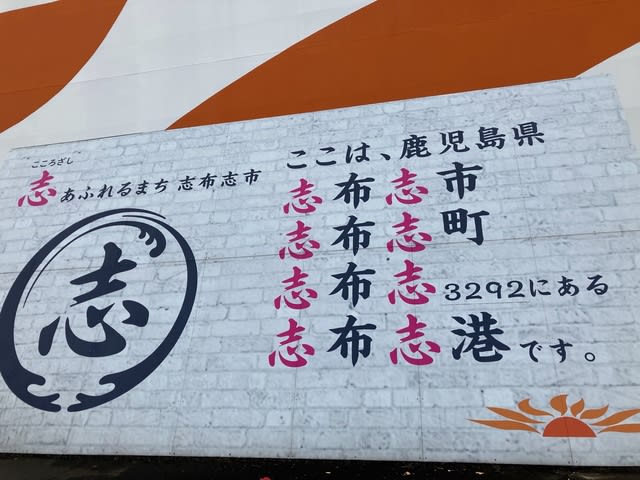 こころざし
志あふれるまち 志布志市
志
ここは、鹿児島県
志布志市
志布志町
志布志3292にある
志布志港です。